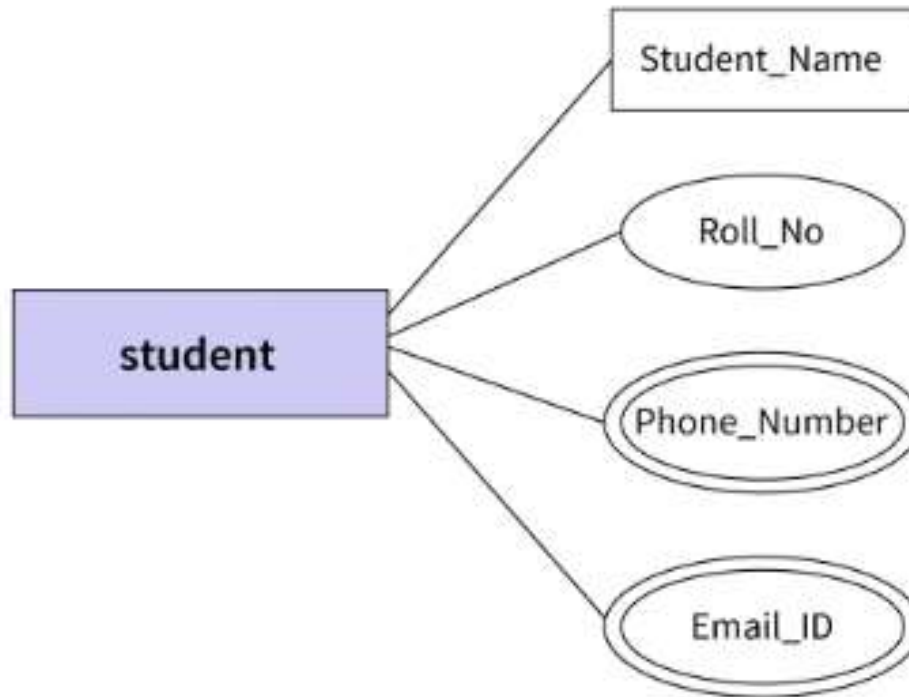 Student_Name
Roll_No
student
Phone_Number
Email_ID